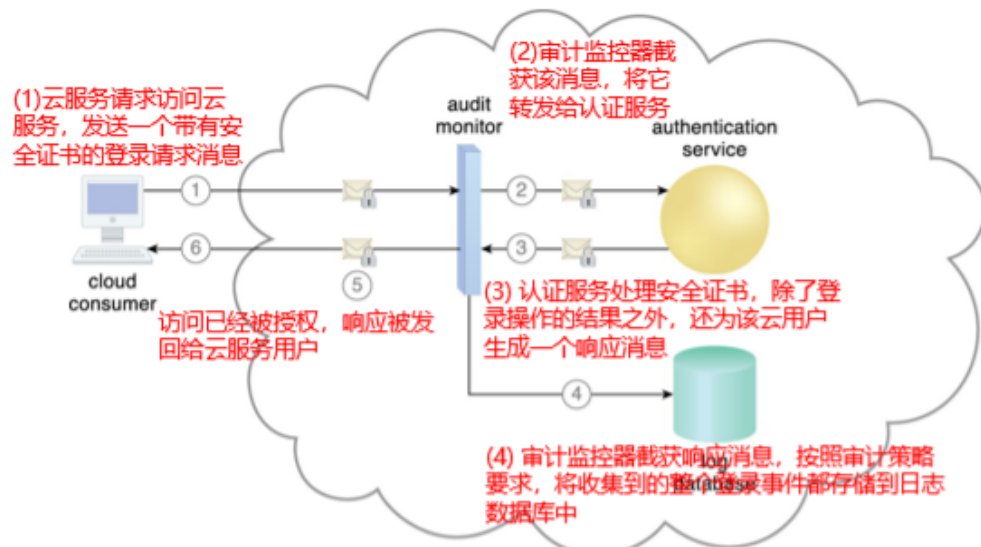 (1)云服务请求访问云
服务，发送一个带有安
全证书的登录请求消息
(2)审计监控器截
获该消息，将它
转发给认证服务
audit
monitor
authentication
service
1
2
6
3
5
cloud
consumer
访问已经被授权，响应被发
回给云服务用户
(3) 认证服务处理安全证书，除了登
录操作的结果之外，还为该云用户
生成一个响应消息
4
(4) 审计监控器截获响应消息，按照审计策略
要求，将收集到的整个登录事件都存储到日志
数据库中
log
database